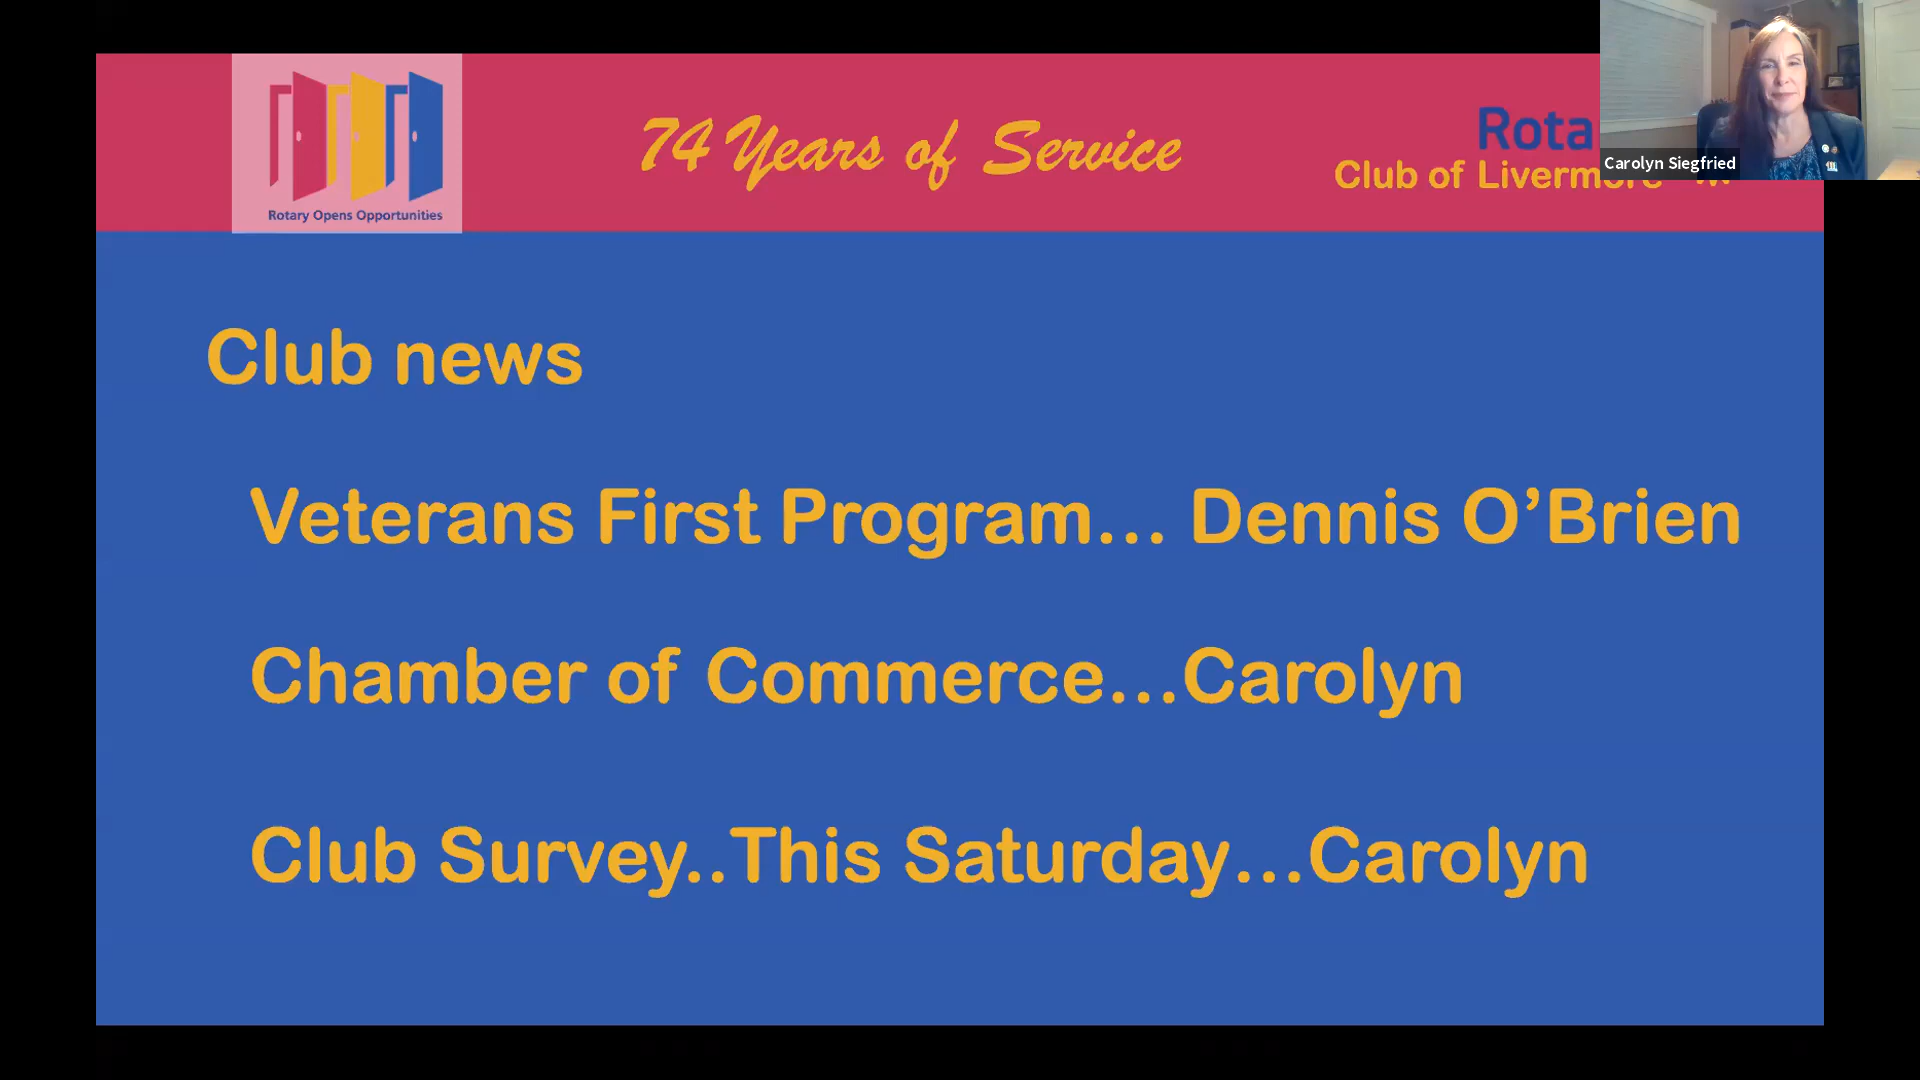 74 Years of Service
Rota
Club of Livermore
Carolyn Siegfried
Rotary Opens Opportunities
Club news
Veterans First Program... Dennis O’Brien
Chamber of Commerce...Carolyn
Club Survey..This Saturday...Carolyn